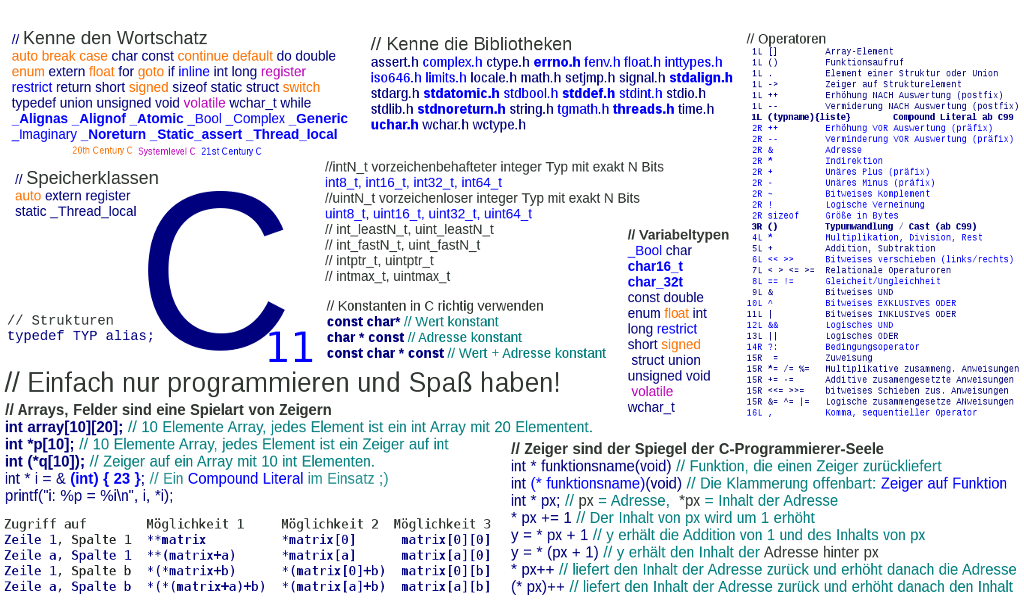 // Kenne den Wortschatz
auto break case char const continue default do double
enum extern float for goto if inline int long register
restrict return short signed sizeof static struct switch
typedef union unsigned void volatile wchar_t while
_Alignas _Alignof _Atomic _Bool _Complex _Generic
_Imaginary _Noreturn _Static_assert _Thread_local
20th Century C Systemlevel C 21st Century C
// Kenne die Bibliotheken
assert.h complex.h ctype.h errno.h fenv.h float.h inttypes.h
iso646.h limits.h locale.h math.h setjmp.h signal.h stdalign.h
stdarg.h stdatomic.h stdbool.h stddef.h stdint.h stdio.h
stdlib.h stdnoreturn.h string.h tgmath.h threads.h time.h
uchar.h wchar.h wctype.h
// Operatoren
1L [] Array-Element
1L () Funktionsaufruf
1L . Element einer Struktur oder Union
1L -> Zeiger auf Strukturelement
1L ++ Erhöhung NACH Auswertung (postfix)
1L -- Verminderung NACH Auswertung (postfix)
1L (typname){liste} Compound Literal ab C99
2R ++ Erhöhung VOR Auswertung (präfix)
2R -- Verminderung VOR Auswertung (präfix)
2R & Adresse
2R * Indirektion
2R + Unäres Plus (präfix)
2R - Unäres Minus (präfix)
2R ~ Bitweises Komplement
2R ! Logische Verneinung
2R sizeof Größe in Bytes
3R () Typumwandlung / Cast (ab C99)
4L * Multiplikation, Division, Rest
5L + Addition, Subtraktion
6L << >> Bitweises verschieben (links/rechts)
7L < > <= >= Relationale Operatororen
8L == != Gleicheit/Ungleichheit
9L & Bitweises UND
10L ^ Bitweises EXKLUSIVES ODER
11L | Bitweises INKLUSIVES ODER
12L && Logisches UND
13L || Logisches ODER
14R ?: Bedingungsoperator
15R = Zuweisung
15R *= /= %= Multiplikative zusammeng. Anweisungen
15R += -= Additive zusamengesetzte Anweisungen
15R <<= >>= bitweises Schieben zus. Anweisungen
15R &= ^= |= Logische zusammengesetze ANweisungen
16L , Komma, sequentieller Operator
// Speicherklassen
auto extern register
static _Thread_local
C
11
//intN_t vorzeichenbehafteter integer Typ mit exakt N Bits
int8_t, int16_t, int32_t, int64_t
//uintN_t vorzeichenloser integer Typ mit exakt N Bits
uint8_t, uint16_t, uint32_t, uint64_t
// int_leastN_t, uint_leastN_t
// int_fastN_t, uint_fastN_t
// intptr_t, uintptr_t
// intmax_t, uintmax_t
// Konstanten in C richtig verwenden
const char* // Wert konstant
char * const // Adresse konstant
const char * const // Wert + Adresse konstant
// Variabeltypen
_Bool char
char16_t
char_32t
const double
enum float int
long restrict
short signed
struct union
unsigned void
volatile
wchar_t
// Strukturen
typedef TYP alias;
// Einfach nur programmieren und Spaß haben!
// Arrays, Felder sind eine Spielart von Zeigern
int array[10][20]; // 10 Elemente Array, jedes Element ist ein int Array mit 20 Elementent.
int *p[10]; // 10 Elemente Array, jedes Element ist ein Zeiger auf int
int (*q[10]); // Zeiger auf ein Array mit 10 int Elementen.
int * i = & (int) { 23 }; // Ein Compound Literal im Einsatz ;)
printf("i: %p = %i\n", i, *i);
Zugriff auf Möglichkeit 1 Möglichkeit 2 Möglichkeit 3
Zeile 1, Spalte 1 **matrix *matrix[0] matrix[0][0]
Zeile a, Spalte 1 **(matrix+a) *matrix[a] matrix[a][0]
Zeile 1, Spalte b *(*matrix+b) *(matrix[0]+b) matrix[0][b]
Zeile a, Spalte b *(*(matrix+a)+b) *(matrix[a]+b) matrix[a][b]
// Zeiger sind der Spiegel der C-Programmierer-Seele
int * funktionsname(void) // Funktion, die einen Zeiger zurückliefert
int (* funktionsname)(void) // Die Klammerung offenbart: Zeiger auf Funktion
int * px; // px = Adresse, *px = Inhalt der Adresse
* px += 1 // Der Inhalt von px wird um 1 erhöht
y = * px + 1 // y erhält die Addition von 1 und des Inhalts von px
y = * (px + 1) // y erhält den Inhalt der Adresse hinter px
* px++ // liefert den Inhalt der Adresse zurück und erhöht danach die Adresse
(* px)++ // liefert den Inhalt der Adresse zurück und erhöht danach den Inhalt